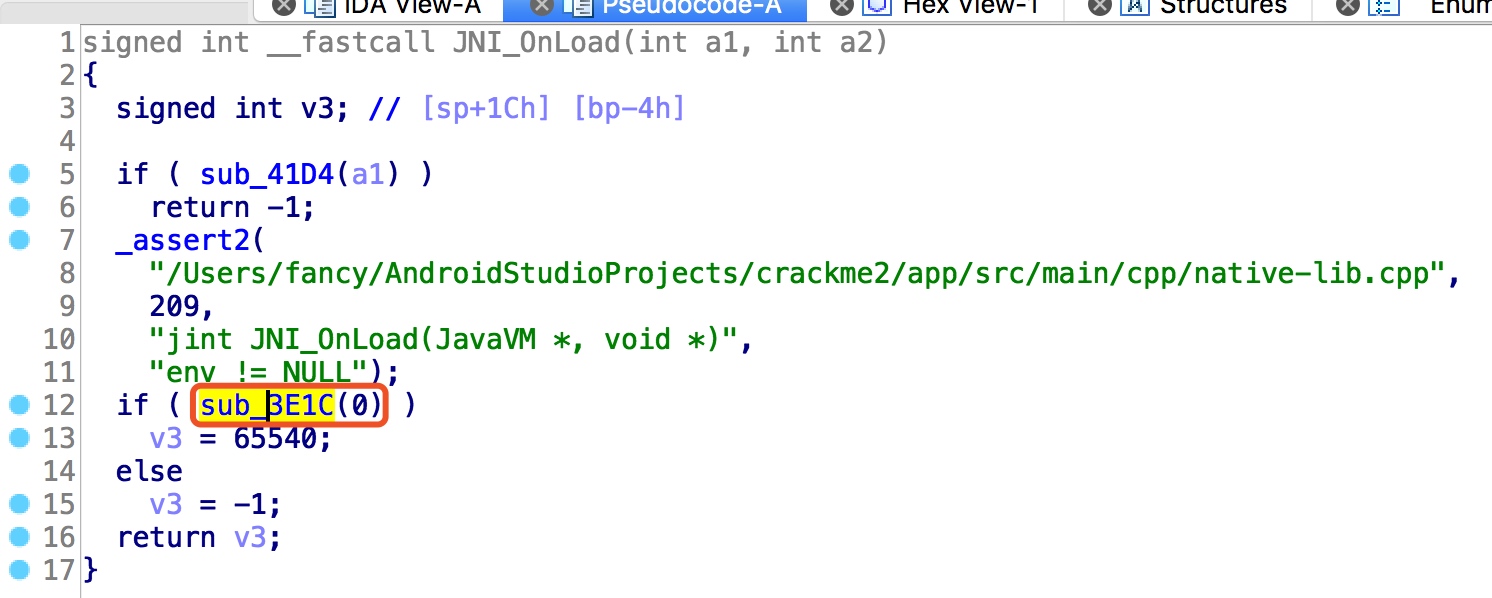 IDA View-A Pseudocode-A Hex View-1 Structures Enum
1 signed int __fastcall JNI_OnLoad(int a1, int a2)
2 {
3 signed int v3; // [sp+1Ch] [bp-4h]
4
5 if ( sub_41D4(a1) )
6 return -1;
7 _assert2(
8 "/Users/fancy/AndroidStudioProjects/crackme2/app/src/main/cpp/native-lib.cpp",
9 209,
10 "jint JNI_OnLoad(JavaVM *, void *)",
11 "env != NULL");
12 if ( sub_3E1C(0) )
13 v3 = 65540;
14 else
15 v3 = -1;
16 return v3;
17 }